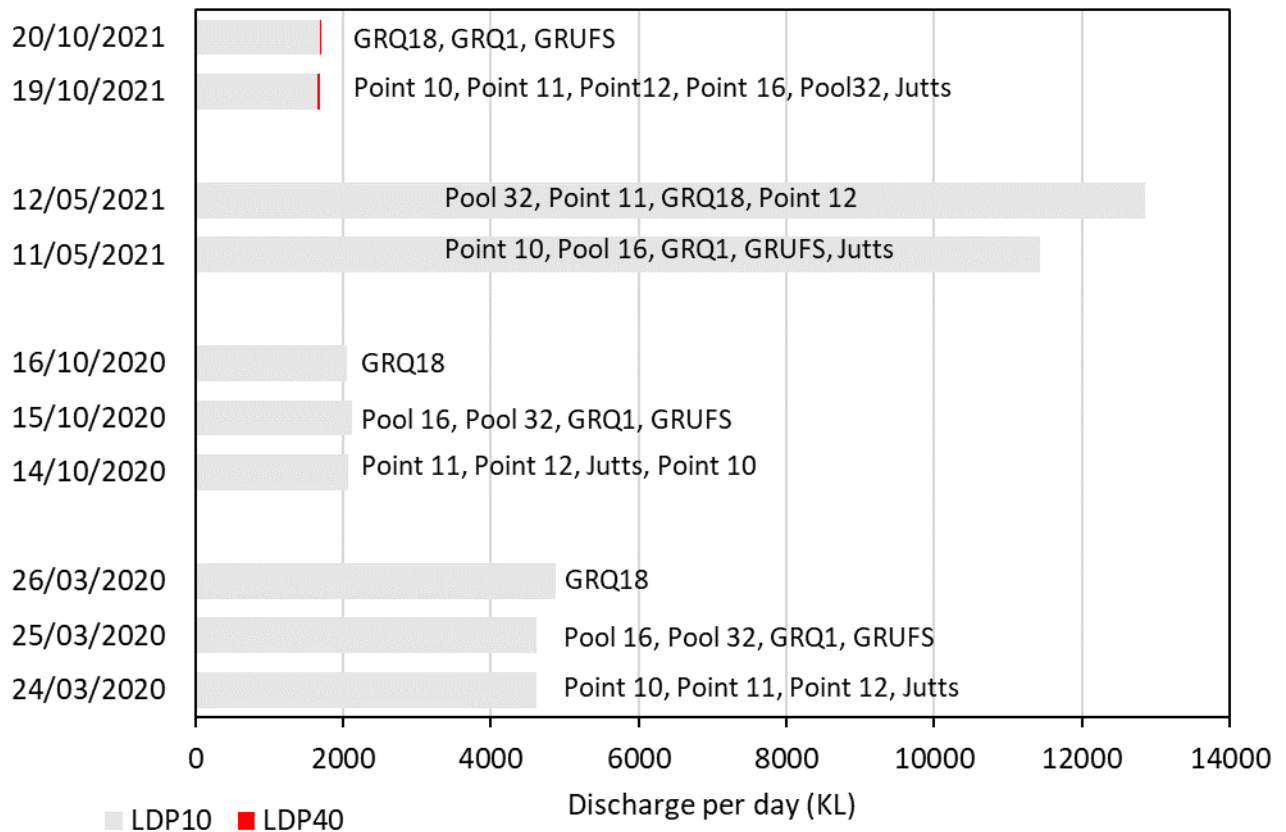 20/10/2021 GRQ18, GRQ1, GRUFS
19/10/2021 Point 10, Point 11, Point12, Point 16, Pool32, Jutts
12/05/2021 Pool 32, Point 11, GRQ18, Point 12
11/05/2021 Point 10, Pool 16, GRQ1, GRUFS, Jutts
16/10/2020 GRQ18
15/10/2020 Pool 16, Pool 32, GRQ1, GRUFS
14/10/2020 Point 11, Point 12, Jutts, Point 10
26/03/2020 GRQ18
25/03/2020 Pool 16, Pool 32, GRQ1, GRUFS
24/03/2020 Point 10, Point 11, Point 12, Jutts
0 2000 4000 6000 8000 10000 12000 14000
Discharge per day (KL)
LDP10 LDP40